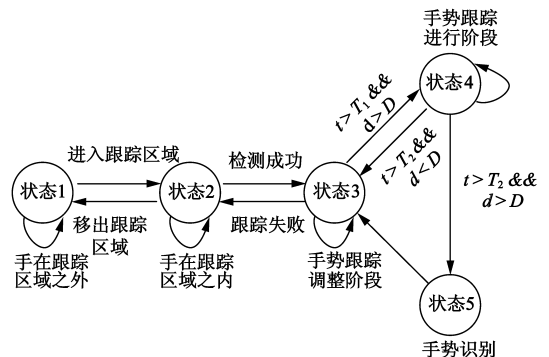 手势跟踪
进行阶段
状态4
t>T₁ &&
d>D
t>T₂ &&
d<D
t>T₂ &&
d>D
进入跟踪区域
检测成功
状态1
状态2
状态3
移出跟踪
区域
跟踪失败
手在跟踪
区域之外
手在跟踪
区域之内
手势跟踪
调整阶段
状态5
手势识别